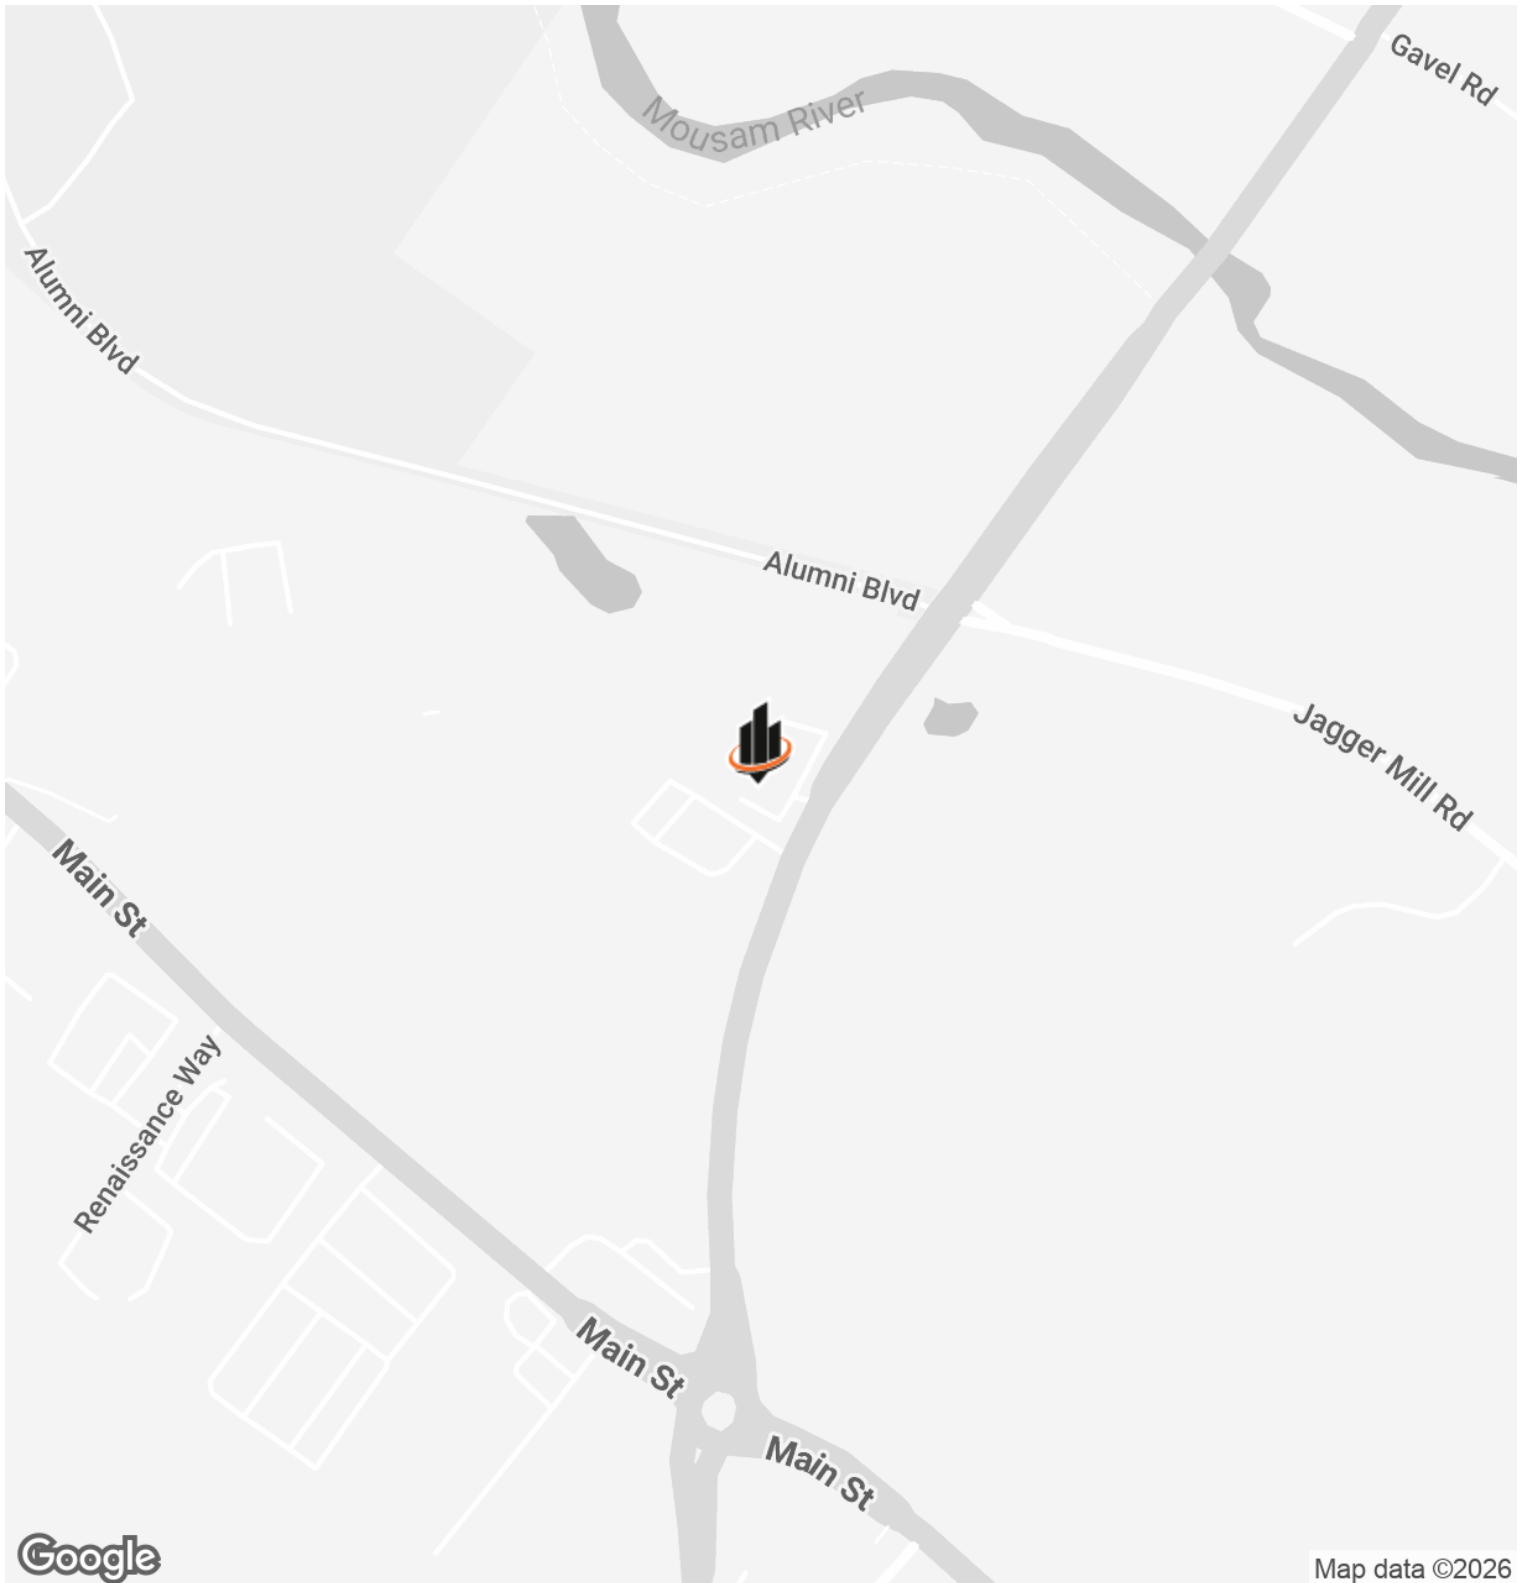 Gavel Rd
Mousam River
Alumni Blvd
Alumni Blvd
Jagger Mill Rd
Main St
Renaissance Way
Main St
Main St
Google
Map data ©2026